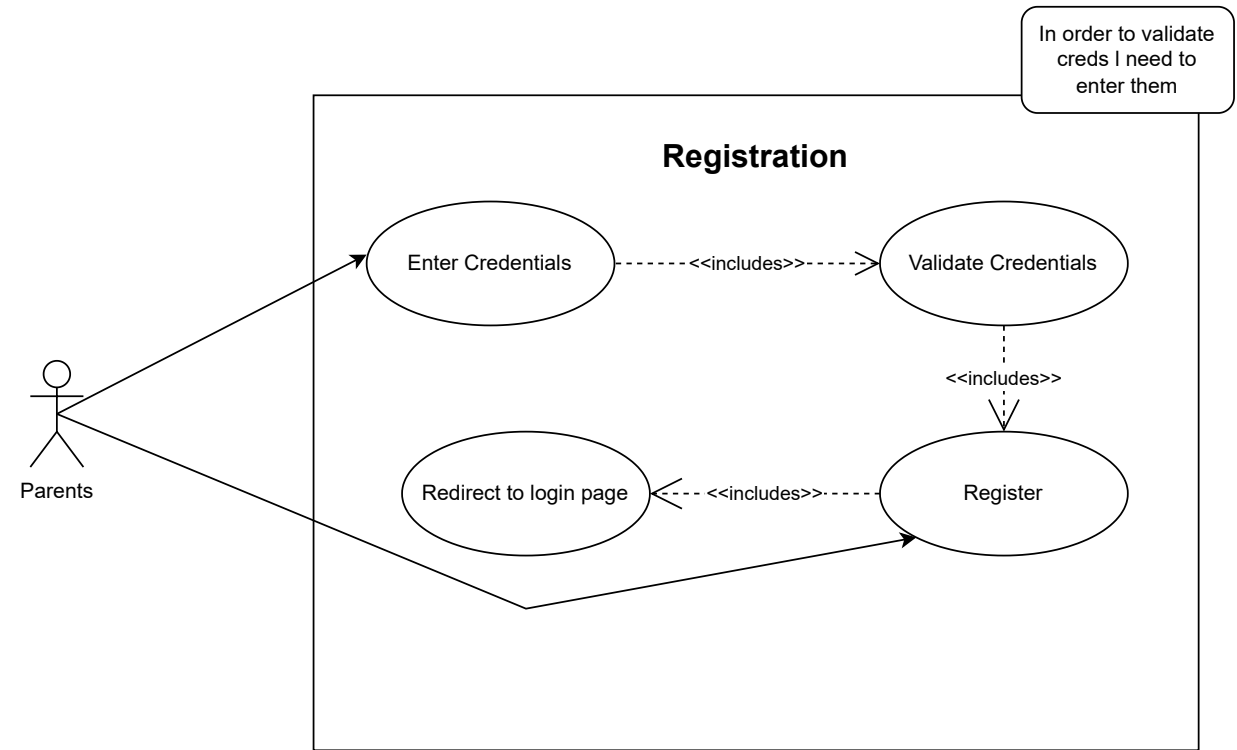 In order to validate
creds I need to
enter them
Registration
Enter Credentials
<<includes>>
Validate Credentials
<<includes>>
Parents
Redirect to login page
<<includes>>
Register